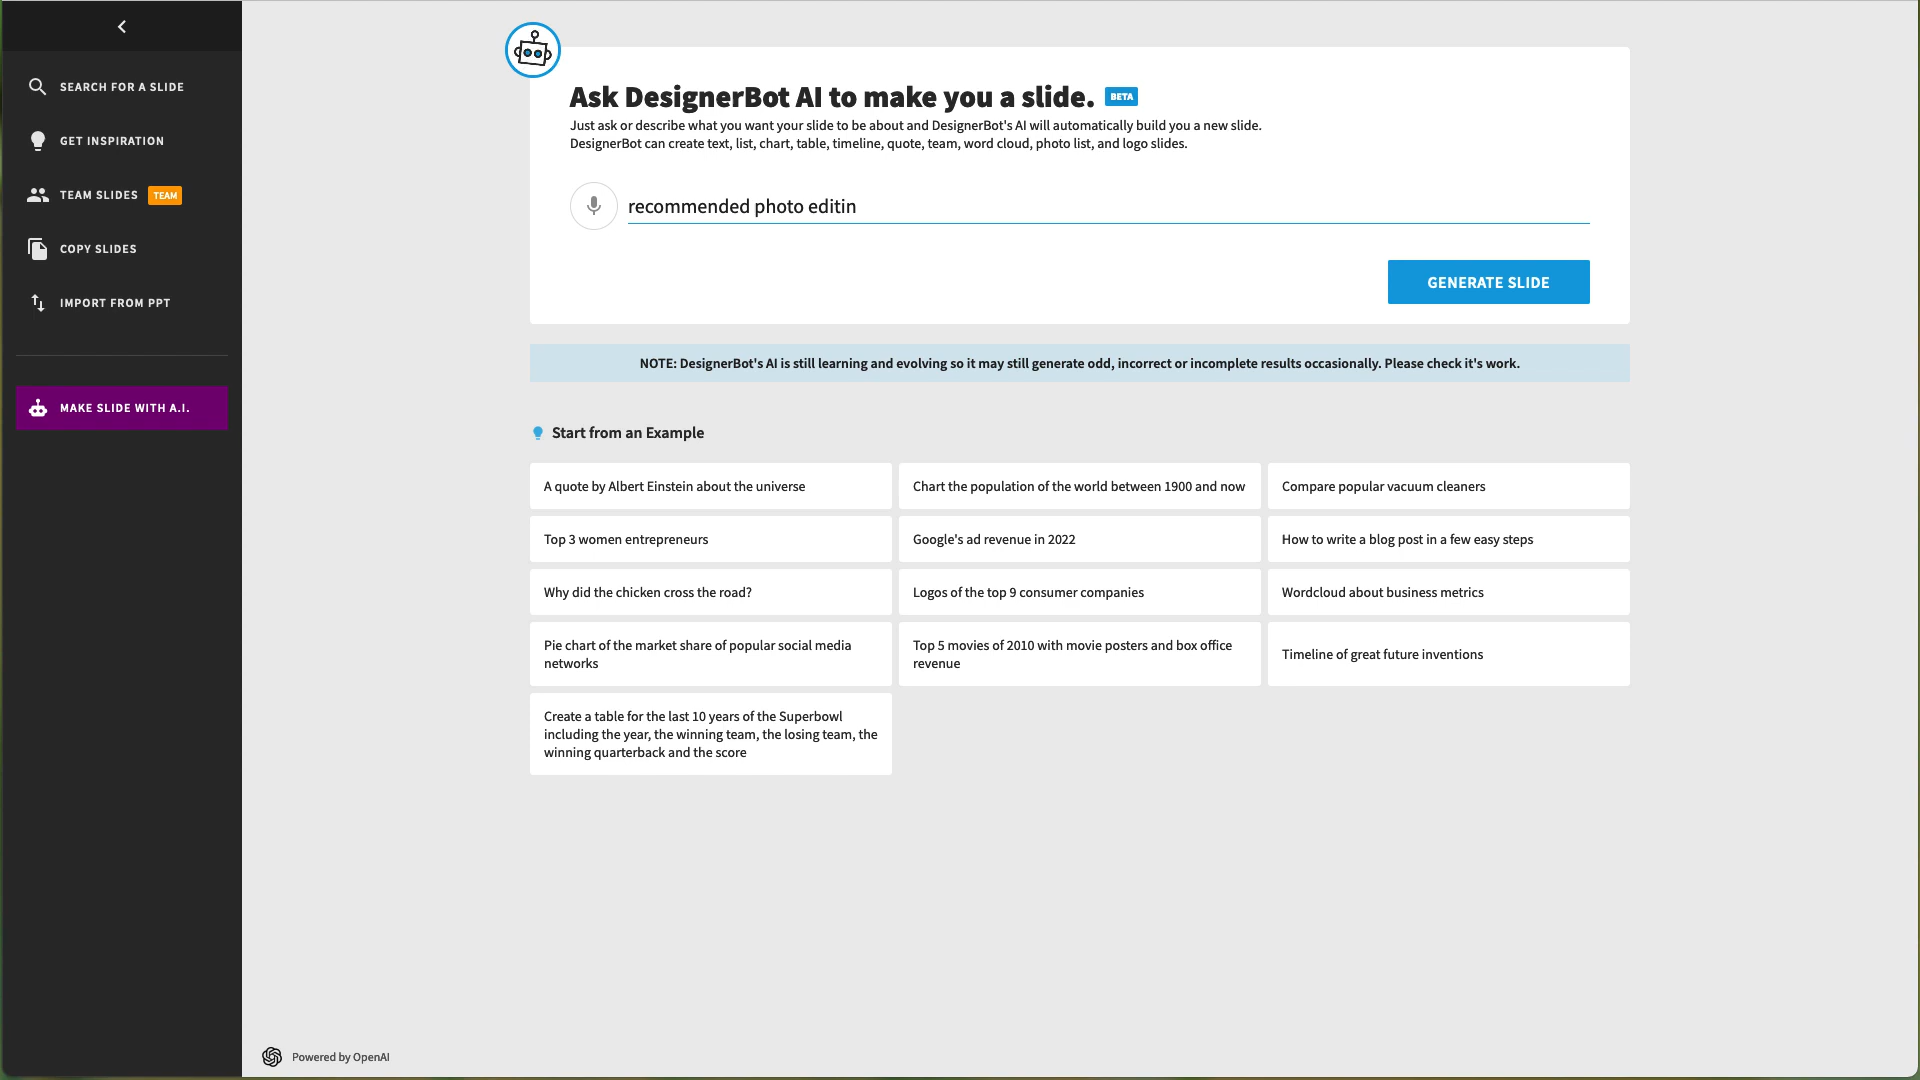 SEARCH FOR A SLIDE
GET INSPIRATION
TEAM SLIDES TEAM
COPY SLIDES
IMPORT FROM PPT
MAKE SLIDE WITH A.I.
Ask DesignerBot AI to make you a slide. BETA
Just ask or describe what you want your slide to be about and DesignerBot's AI will automatically build you a new slide.
DesignerBot can create text, list, chart, table, timeline, quote, team, word cloud, photo list, and logo slides.
recommended photo editin
GENERATE SLIDE
NOTE: DesignerBot's AI is still learning and evolving so it may still generate odd, incorrect or incomplete results occasionally. Please check it's work.
Start from an Example
A quote by Albert Einstein about the universe
Chart the population of the world between 1900 and now
Compare popular vacuum cleaners
Top 3 women entrepreneurs
Google's ad revenue in 2022
How to write a blog post in a few easy steps
Why did the chicken cross the road?
Logos of the top 9 consumer companies
Wordcloud about business metrics
Pie chart of the market share of popular social media
networks
Top 5 movies of 2010 with movie posters and box office
revenue
Timeline of great future inventions
Create a table for the last 10 years of the Superbowl
including the year, the winning team, the losing team, the
winning quarterback and the score
Powered by OpenAI